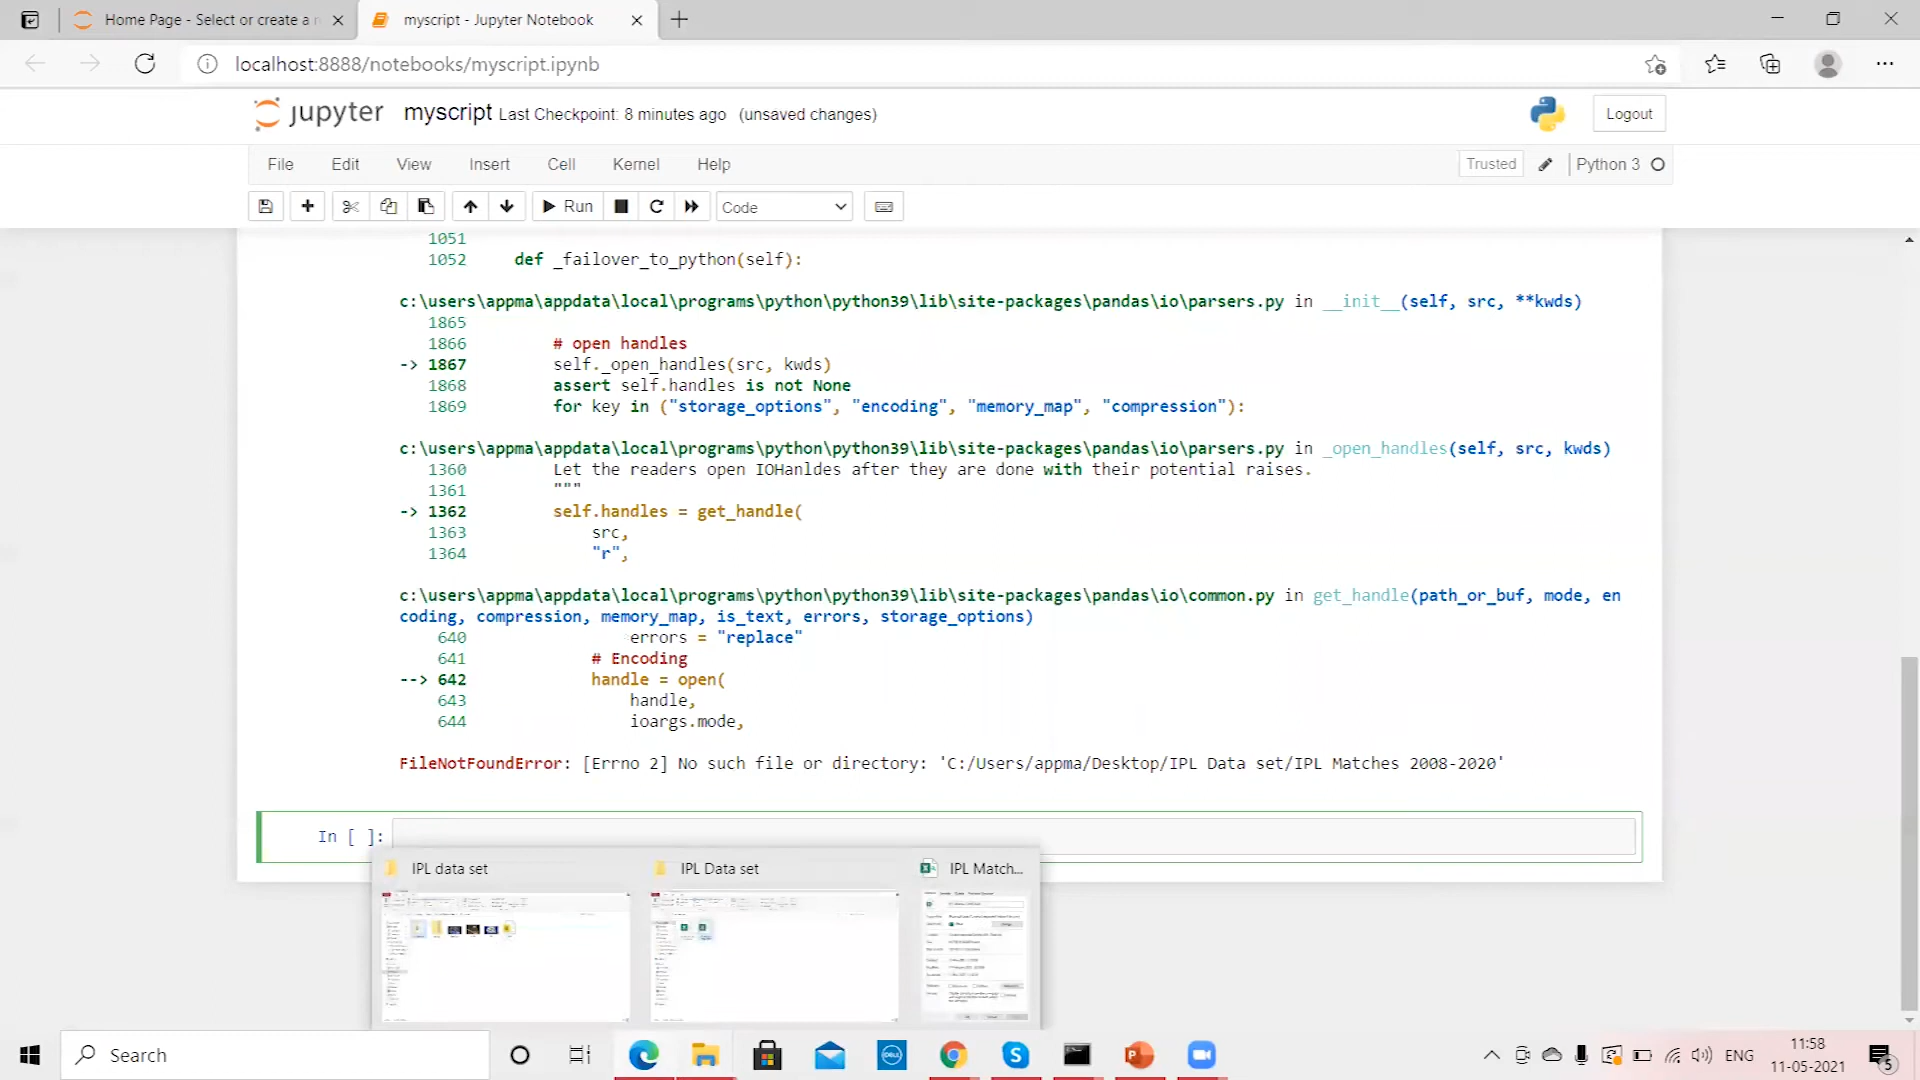 Home Page - Select or create a n
myscript - Jupyter Notebook
localhost:8888/notebooks/myscript.ipynb
jupyter myscript Last Checkpoint: 8 minutes ago (unsaved changes)
Logout
File Edit View Insert Cell Kernel Help
Trusted
Python 3
Run
Code
1051
1052 def _failover_to_python(self):
c:\users\appma\appdata\local\programs\python\python39\lib\site-packages\pandas\io\parsers.py in __init__(self, src, **kwds)
1865
1866 # open handles
-> 1867 self._open_handles(src, kwds)
1868 assert self.handles is not None
1869 for key in ("storage_options", "encoding", "memory_map", "compression"):
c:\users\appma\appdata\local\programs\python\python39\lib\site-packages\pandas\io\parsers.py in _open_handles(self, src, kwds)
1360 Let the readers open IOHanldes after they are done with their potential raises.
1361 """
-> 1362 self.handles = get_handle(
1363 src,
1364 "r",
c:\users\appma\appdata\local\programs\python\python39\lib\site-packages\pandas\io\common.py in get_handle(path_or_buf, mode, en
coding, compression, memory_map, is_text, errors, storage_options)
640 errors = "replace"
641 # Encoding
--> 642 handle = open(
643 handle,
644 ioargs.mode,
FileNotFoundError: [Errno 2] No such file or directory: 'C:/Users/appma/Desktop/IPL Data set/IPL Matches 2008-2020'
In [ ]:
IPL data set
IPL Data set
IPL Match...
Search
DELL
ENG
11:58
11-05-2021
5